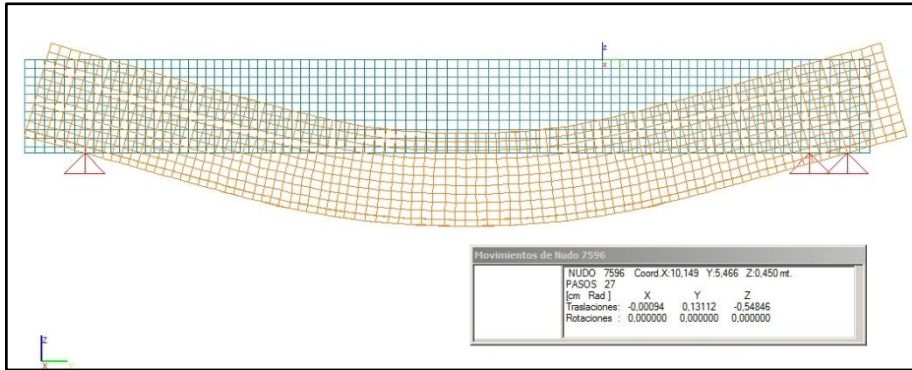 z
x
Movimientos de Nudo 7596
NUDO 7596 Coord.X:10,149 Y:5,466 Z:0,450 mt.
PASOS 27
[cm Rad ] X Y Z
Traslaciones: -0,00094 0,13112 -0,54846
Rotaciones : 0,000000 0,000000 0,000000
z
x